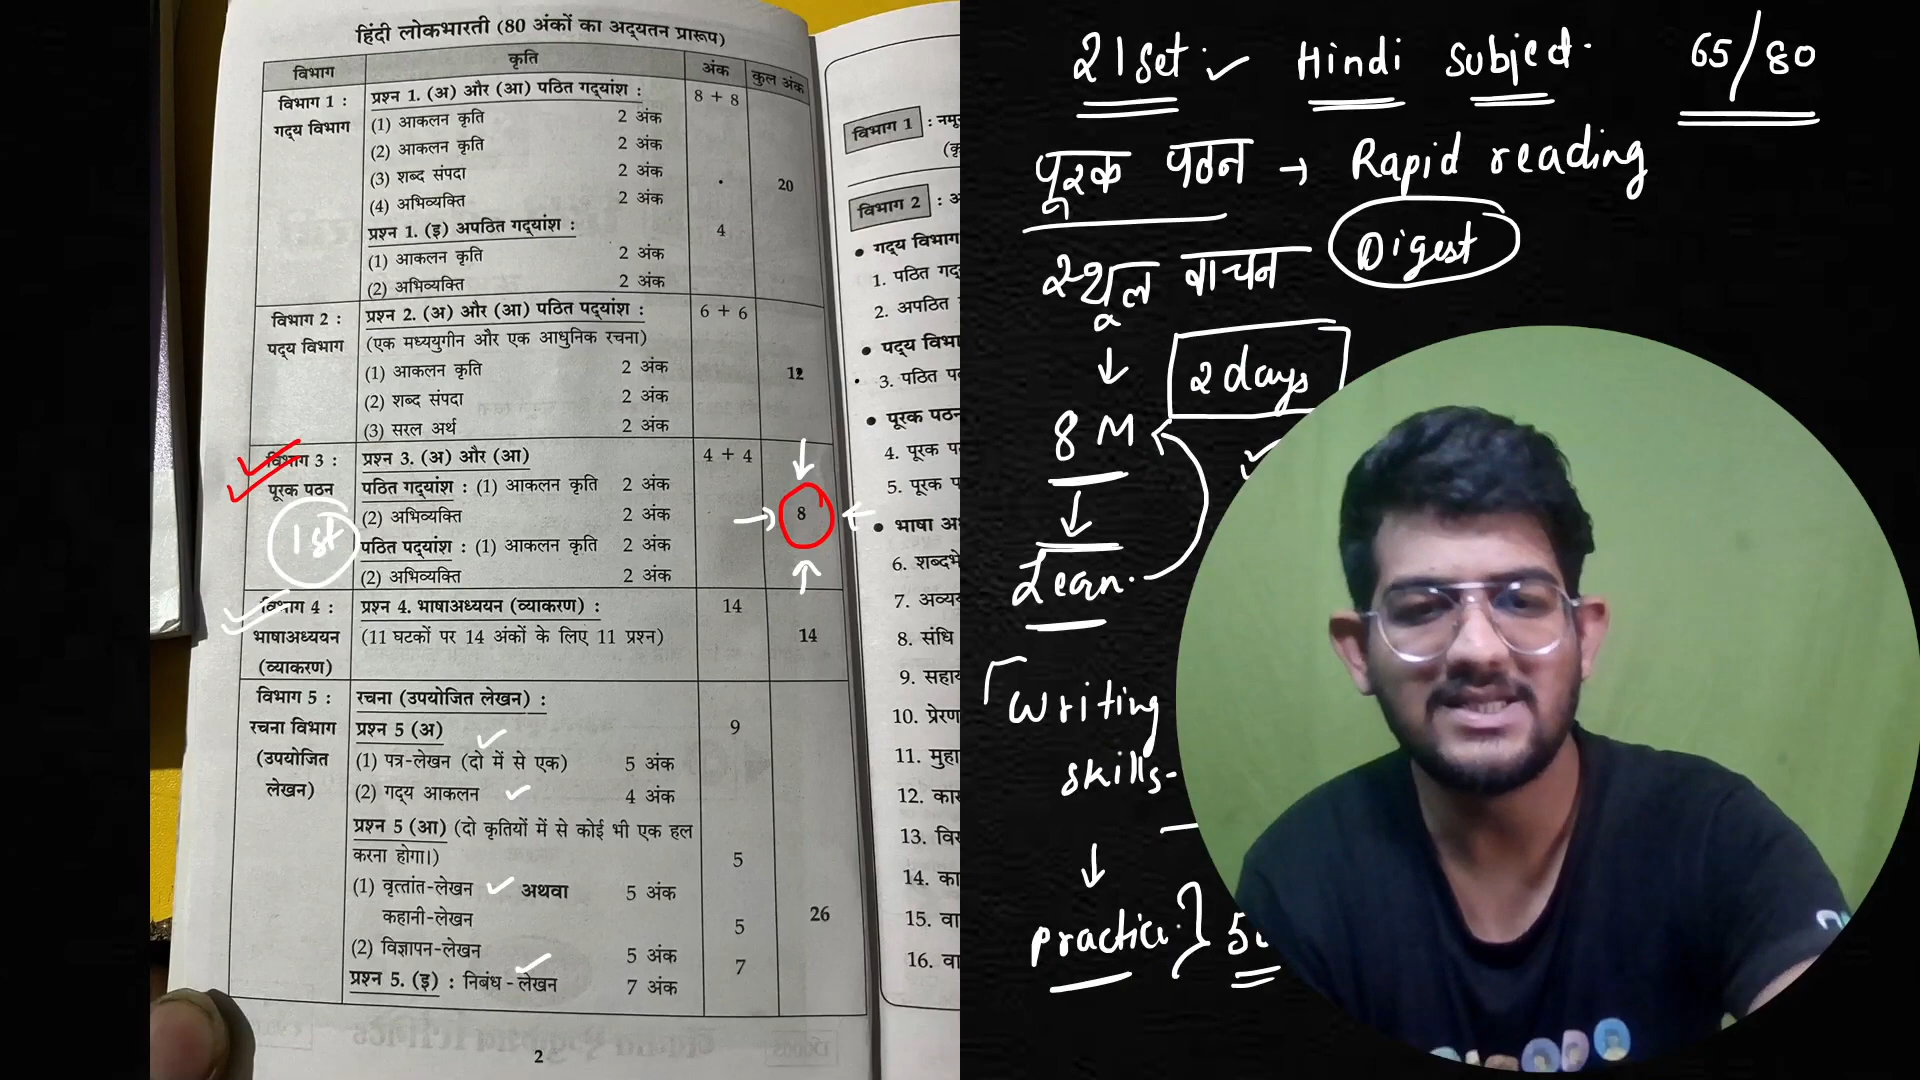 हिंदी लोकभारती (80 अंकों का अद्‌यतन प्रारूप)
विभाग कृति अंक कुल अंक
विभाग 1 : प्रश्न 1. (अ) और (आ) पठित गद्‌यांश : 8 + 8
गद्‌य विभाग (1) आकलन कृति 2 अंक
(2) आकलन कृति 2 अंक
(3) शब्द संपदा 2 अंक 20
(4) अभिव्यक्ति 2 अंक
प्रश्न 1. (इ) अपठित गद्‌यांश : 4
(1) आकलन कृति 2 अंक
(2) अभिव्यक्ति 2 अंक
विभाग 2 : प्रश्न 2. (अ) और (आ) पठित पद्‌यांश : 6 + 6
पद्‌य विभाग (एक मध्ययुगीन और एक आधुनिक रचना)
(1) आकलन कृति 2 अंक 12
(2) शब्द संपदा 2 अंक
(3) सरल अर्थ 2 अंक
विभाग 3 : प्रश्न 3. (अ) और (आ) 4 + 4
पूरक पठन पठित गद्‌यांश : (1) आकलन कृति 2 अंक
(2) अभिव्यक्ति 2 अंक 8
1st पठित पद्‌यांश : (1) आकलन कृति 2 अंक
(2) अभिव्यक्ति 2 अंक
विभाग 4 : प्रश्न 4. भाषाअध्ययन (व्याकरण) : 14
भाषाअध्ययन (11 घटकों पर 14 अंकों के लिए 11 प्रश्न) 14
(व्याकरण)
विभाग 5 : रचना (उपयोजित लेखन) :
रचना विभाग प्रश्न 5 (अ) 9
(उपयोजित (1) पत्र-लेखन (दो में से एक) 5 अंक
लेखन) (2) गद्‌य आकलन 4 अंक
प्रश्न 5 (आ) (दो कृतियों में से कोई भी एक हल
करना होगा।) 5
(1) वृत्तांत-लेखन अथवा 5 अंक
कहानी-लेखन 5 26
(2) विज्ञापन-लेखन 5 अंक
प्रश्न 5. (इ) : निबंध - लेखन 7 अंक 7
2
विभाग 1 :
विभाग 2 :
• गद्‌य विभाग
1. पठित
2. अपठित
• पद्‌य
3. पठित
• पूरक पठन
4. पूरक
5. पूरक
• भाषा
6.
7.
8. संधि
9.
10.
11.
12.
13.
14.
15.
16.
21 set. Hindi Subject. 65/80
पूरक पठन → Rapid reading
स्थूल वाचन Digest
2 days
8 M
Learn.
Writing
skills-
practice.